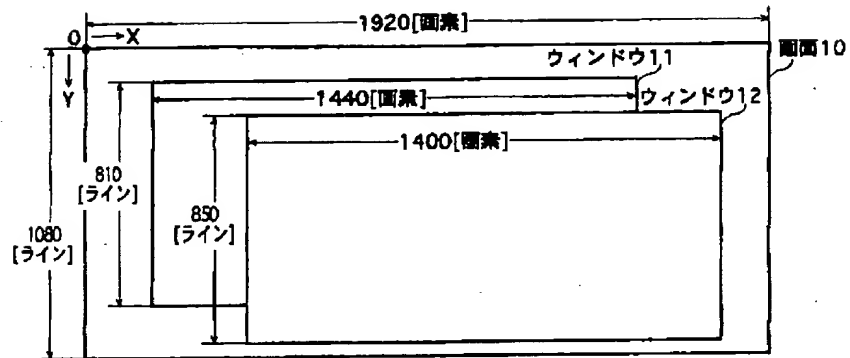 1920[画素]
O
X
Y
画面10
ウィンドウ11
1440[画素]
ウィンドウ12
1400[画素]
810
[ライン]
850
[ライン]
1080
[ライン]